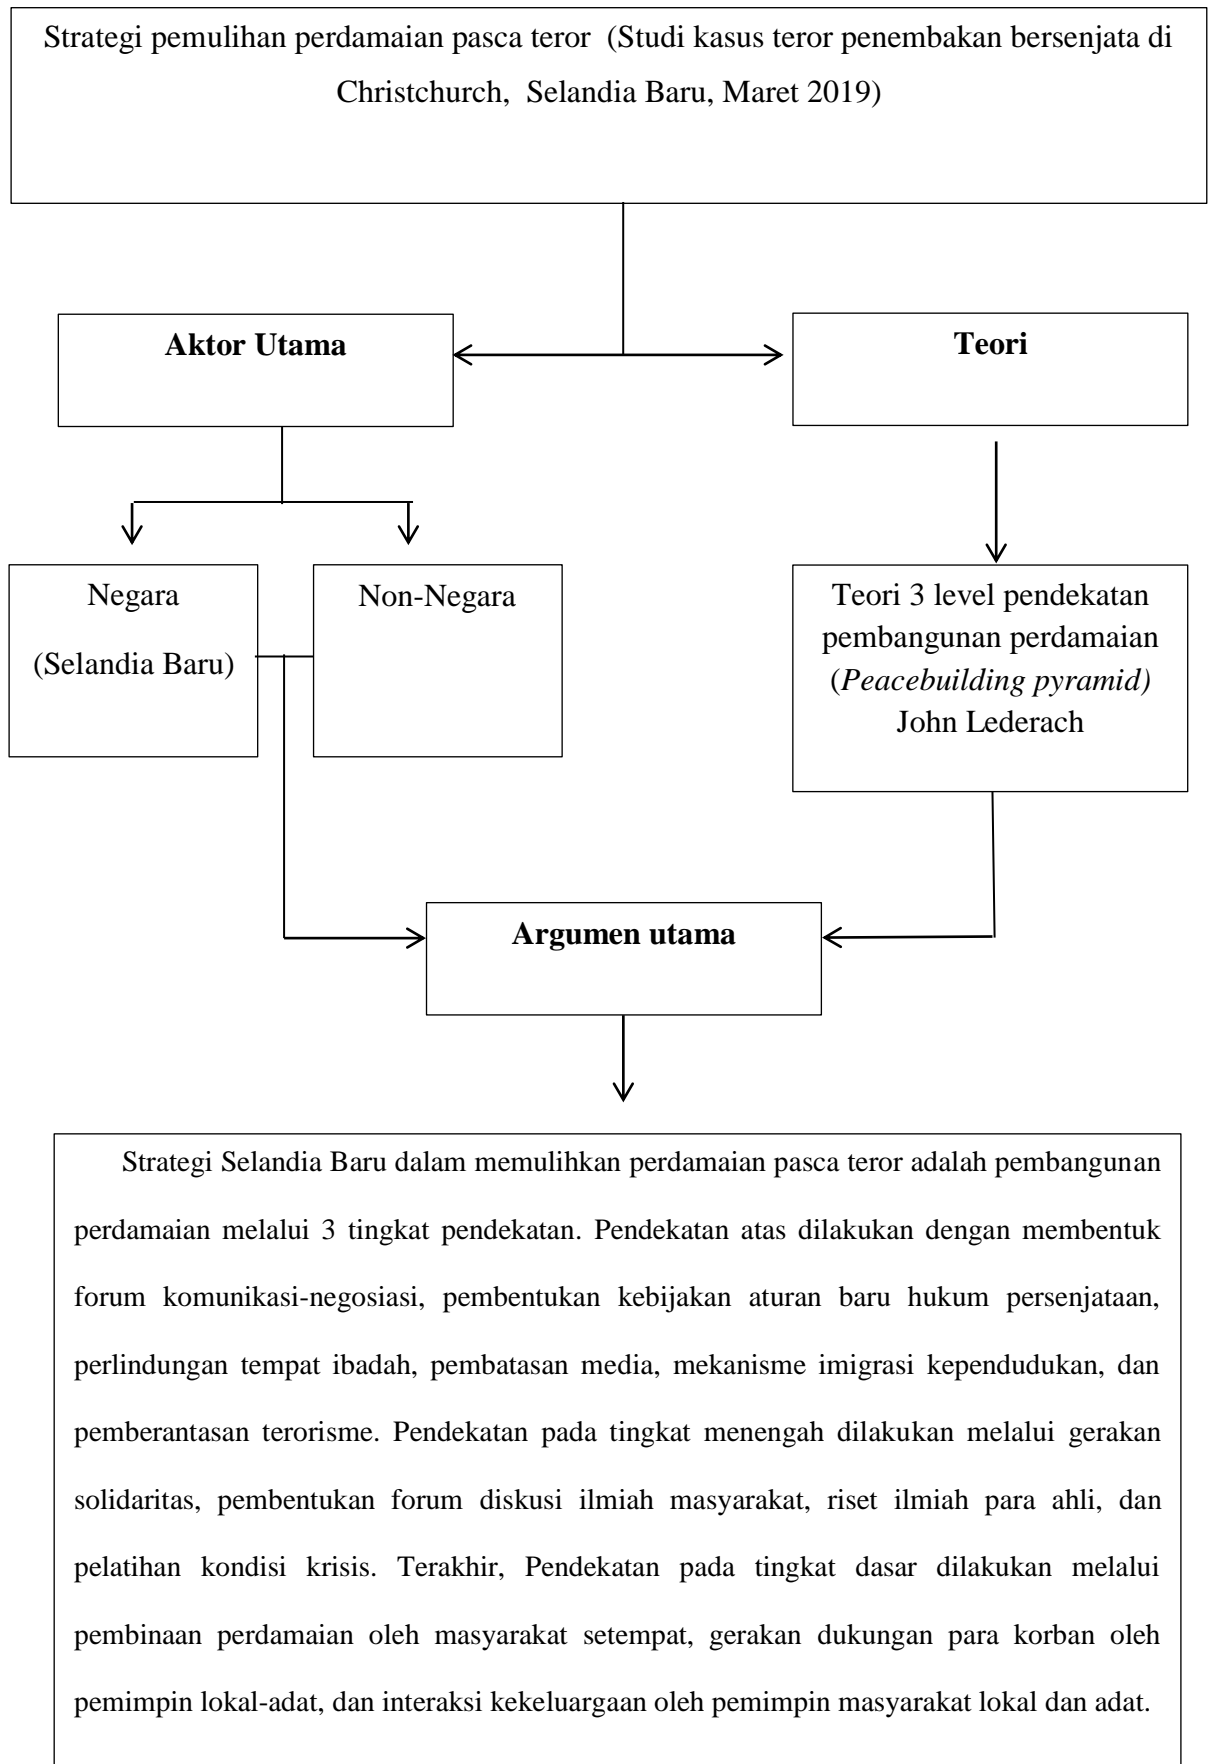 Strategi pemulihan perdamaian pasca teror (Studi kasus teror penembakan bersenjata di
Christchurch, Selandia Baru, Maret 2019)
Aktor Utama
Teori
Negara
(Selandia Baru)
Non-Negara
Teori 3 level pendekatan
pembangunan perdamaian
(Peacebuilding pyramid)
John Lederach
Argumen utama
Strategi Selandia Baru dalam memulihkan perdamaian pasca teror adalah pembangunan
perdamaian melalui 3 tingkat pendekatan. Pendekatan atas dilakukan dengan membentuk
forum komunikasi-negosiasi, pembentukan kebijakan aturan baru hukum persenjataan,
perlindungan tempat ibadah, pembatasan media, mekanisme imigrasi kependudukan, dan
pemberantasan terorisme. Pendekatan pada tingkat menengah dilakukan melalui gerakan
solidaritas, pembentukan forum diskusi ilmiah masyarakat, riset ilmiah para ahli, dan
pelatihan kondisi krisis. Terakhir, Pendekatan pada tingkat dasar dilakukan melalui
pembinaan perdamaian oleh masyarakat setempat, gerakan dukungan para korban oleh
pemimpin lokal-adat, dan interaksi kekeluargaan oleh pemimpin masyarakat lokal dan adat.